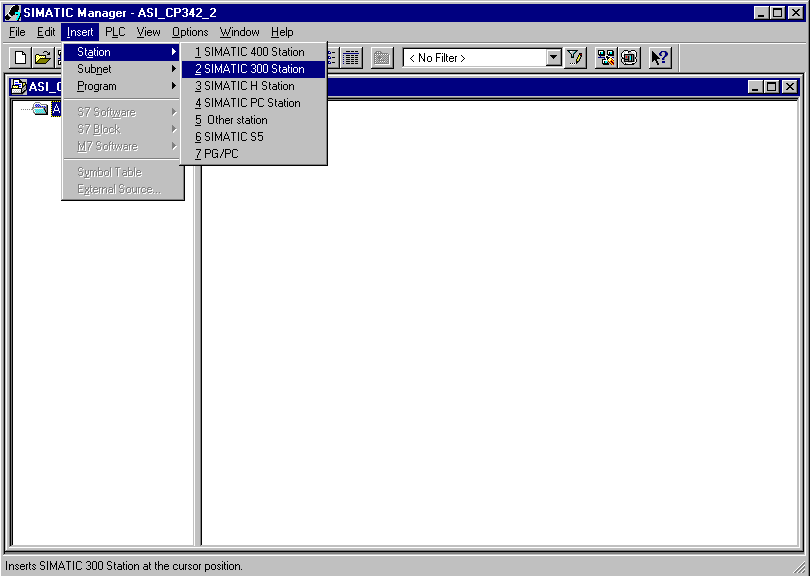 SIMATIC Manager - ASI_CP342_2
File Edit Insert PLC View Options Window Help
< No Filter >
Station
Subnet
Program
S7 Software
S7 Block
M7 Software
Symbol Table
External Source...
1 SIMATIC 400 Station
2 SIMATIC 300 Station
3 SIMATIC H Station
4 SIMATIC PC Station
5 Other station
6 SIMATIC S5
7 PG/PC
Inserts SIMATIC 300 Station at the cursor position.